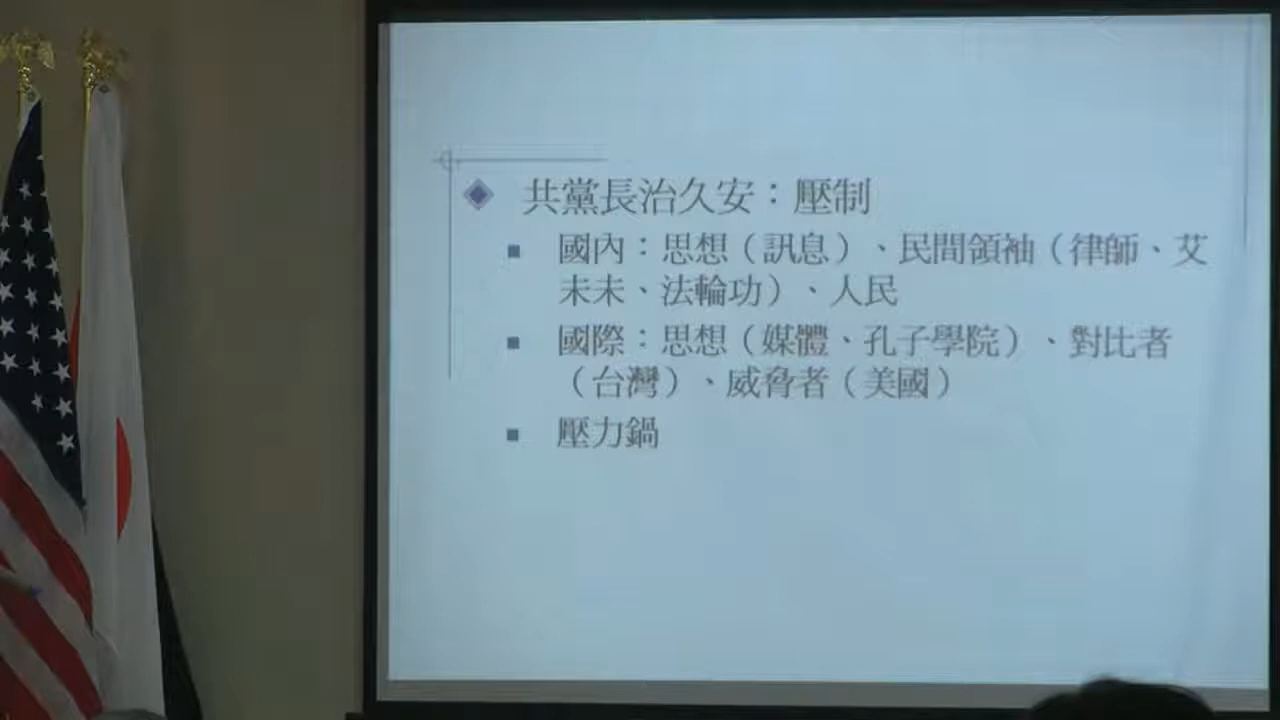 共黨長治久安：壓制
國內：思想（訊息）、民間領袖（律師、艾
未未、法輪功）、人民
國際：思想（媒體、孔子學院）、對比者
（台灣）、威脅者（美國）
壓力鍋